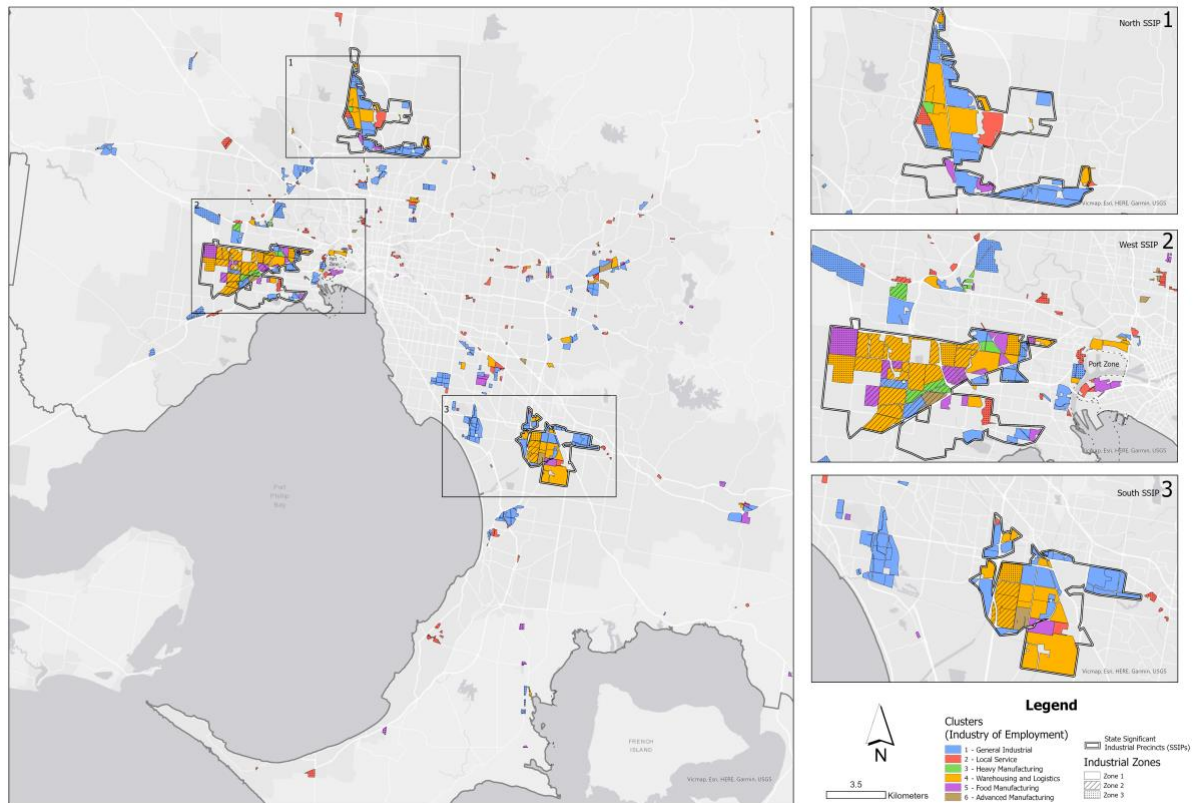 1
2
3
Port
Phillip
Bay
FRENCH
ISLAND
Vicmap, Esri, HERE, Garmin, USGS
North SSIP 1
Vicmap, Esri, HERE, Garmin, USGS
West SSIP 2
Port Zone
Vicmap, Esri, HERE, Garmin, USGS
South SSIP 3
Vicmap, Esri, HERE, Garmin, USGS
N
3.5
Kilometers
Legend
Clusters
(Industry of Employment)
1 - General Industrial
2 - Local Service
3 - Heavy Manufacturing
4 - Warehousing and Logistics
5 - Food Manufacturing
6 - Advanced Manufacturing
State Significant
Industrial Precincts (SSIPs)
Industrial Zones
Zone 1
Zone 2
Zone 3